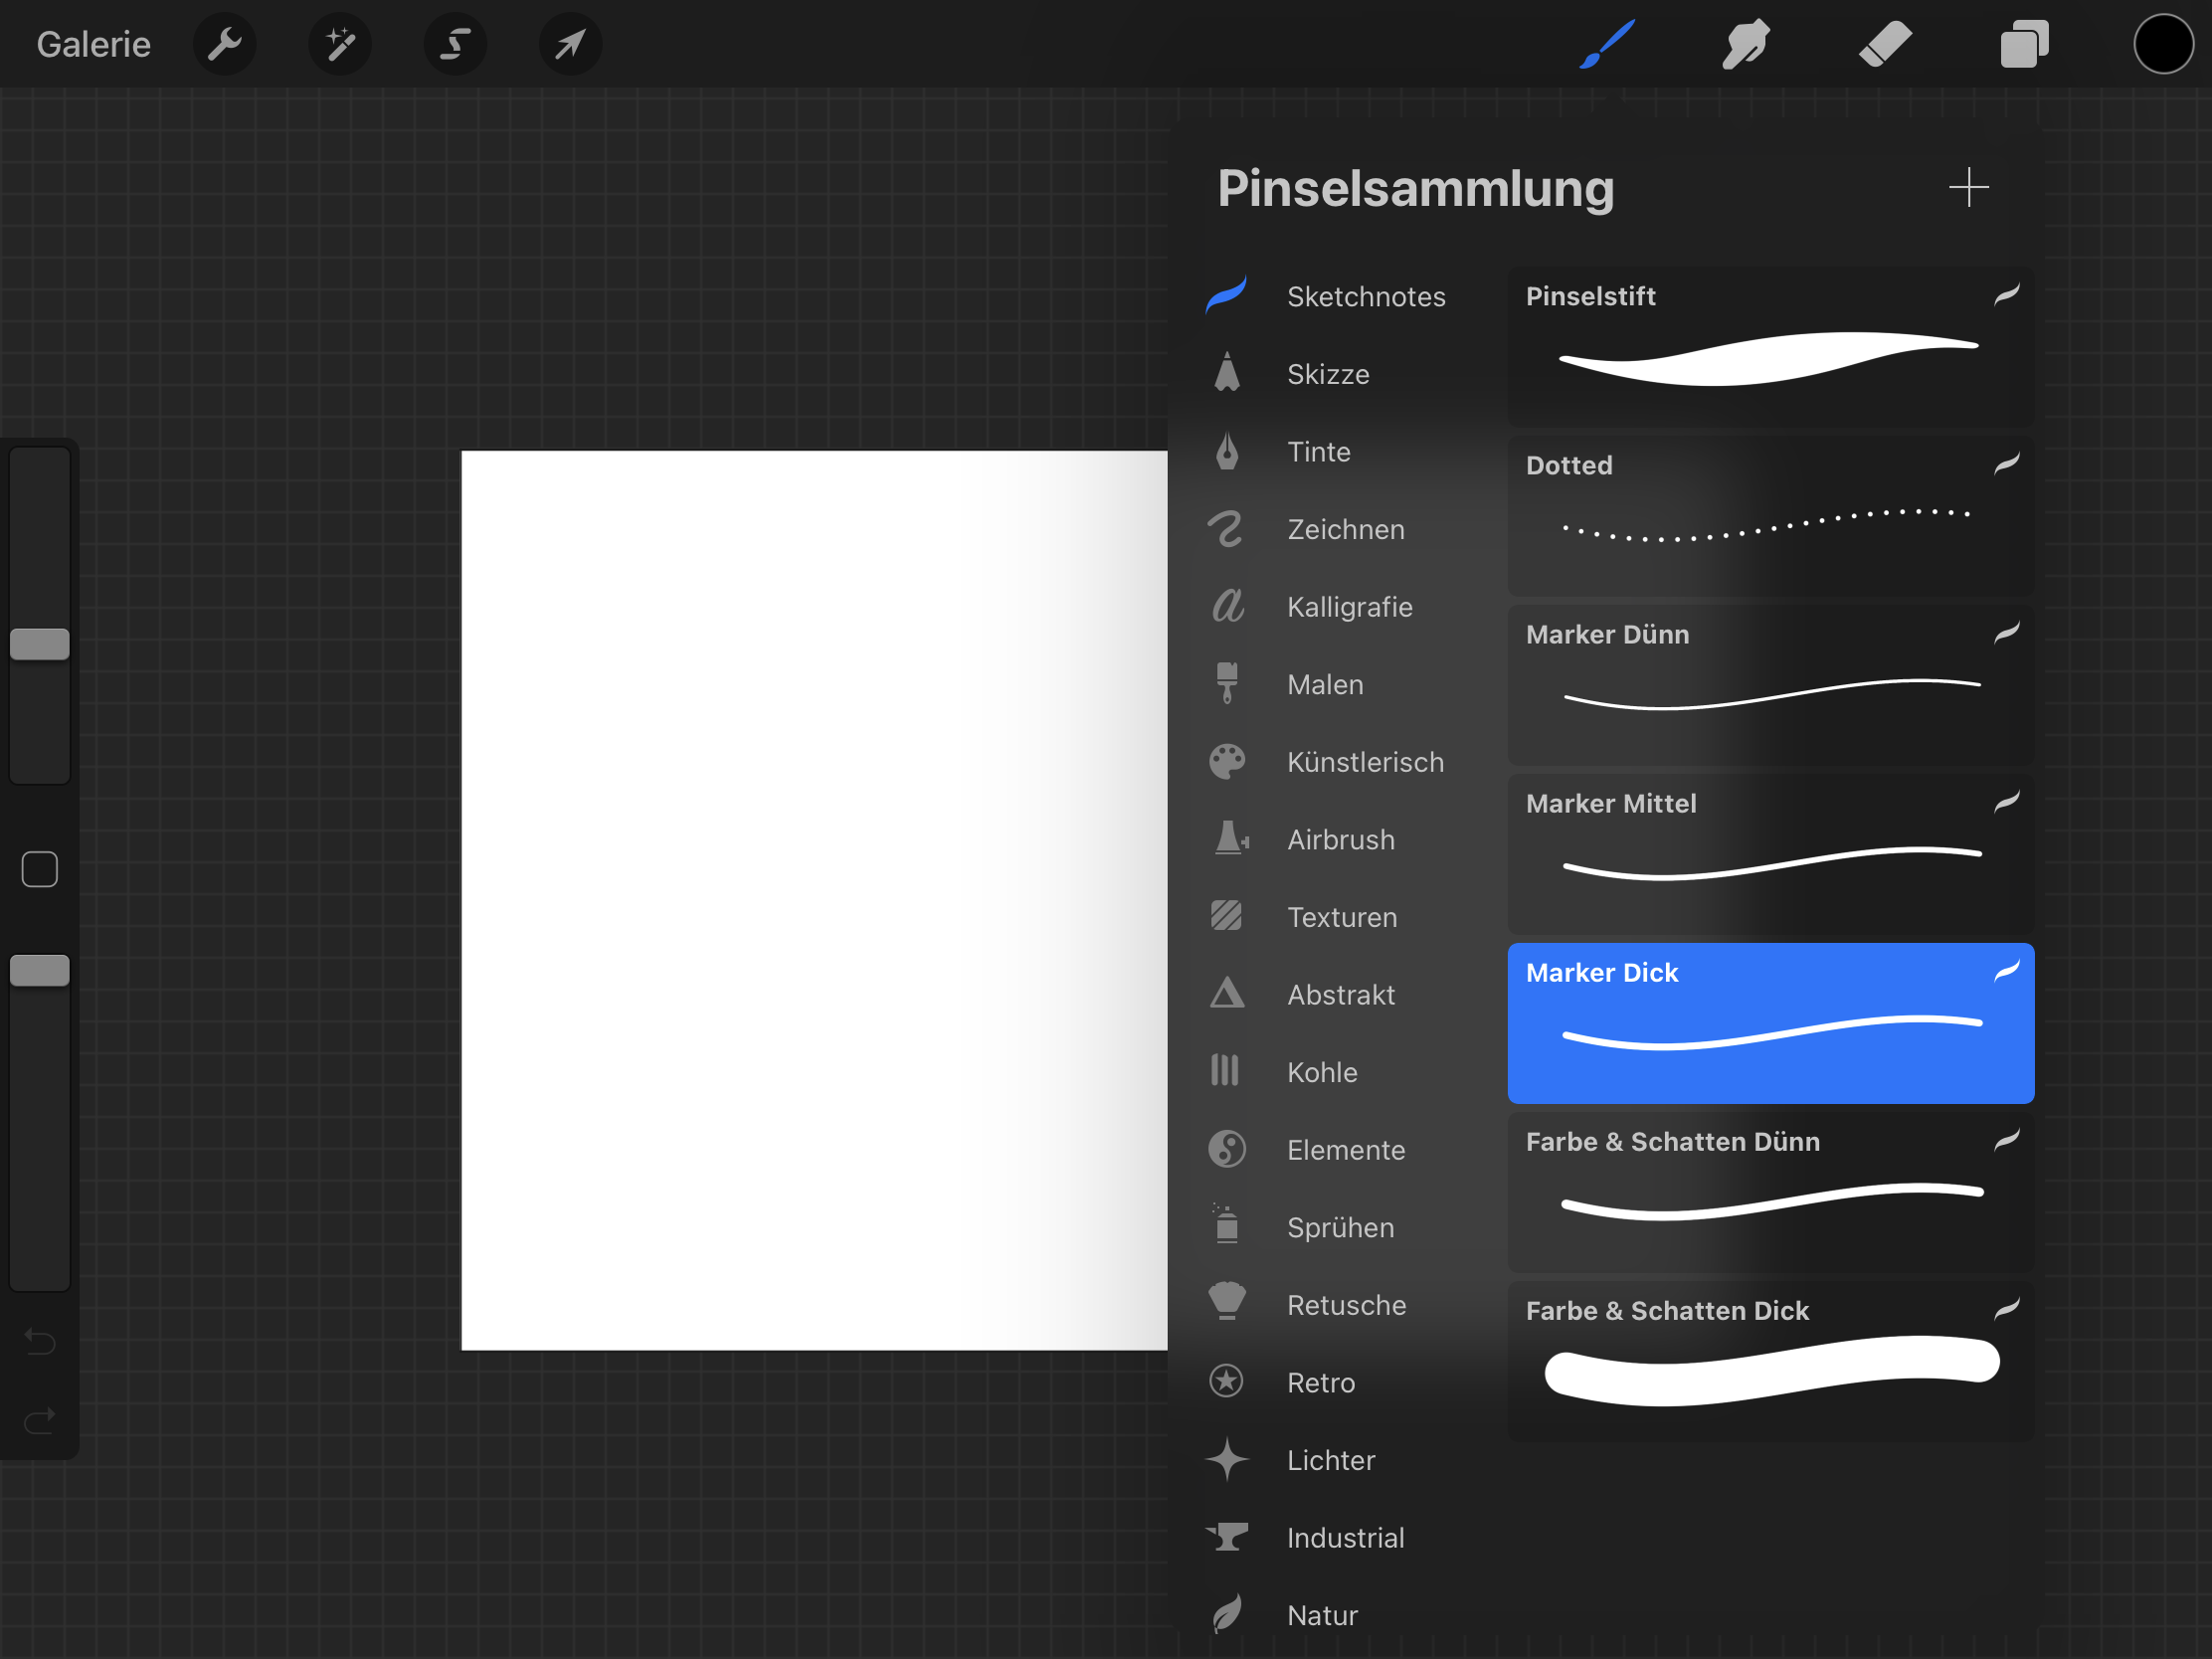 Galerie
Pinselsammlung
Sketchnotes
Skizze
Tinte
Zeichnen
Kalligrafie
Malen
Künstlerisch
Airbrush
Texturen
Abstrakt
Kohle
Elemente
Sprühen
Retusche
Retro
Lichter
Industrial
Natur
Pinselstift
Dotted
Marker Dünn
Marker Mittel
Marker Dick
Farbe & Schatten Dünn
Farbe & Schatten Dick